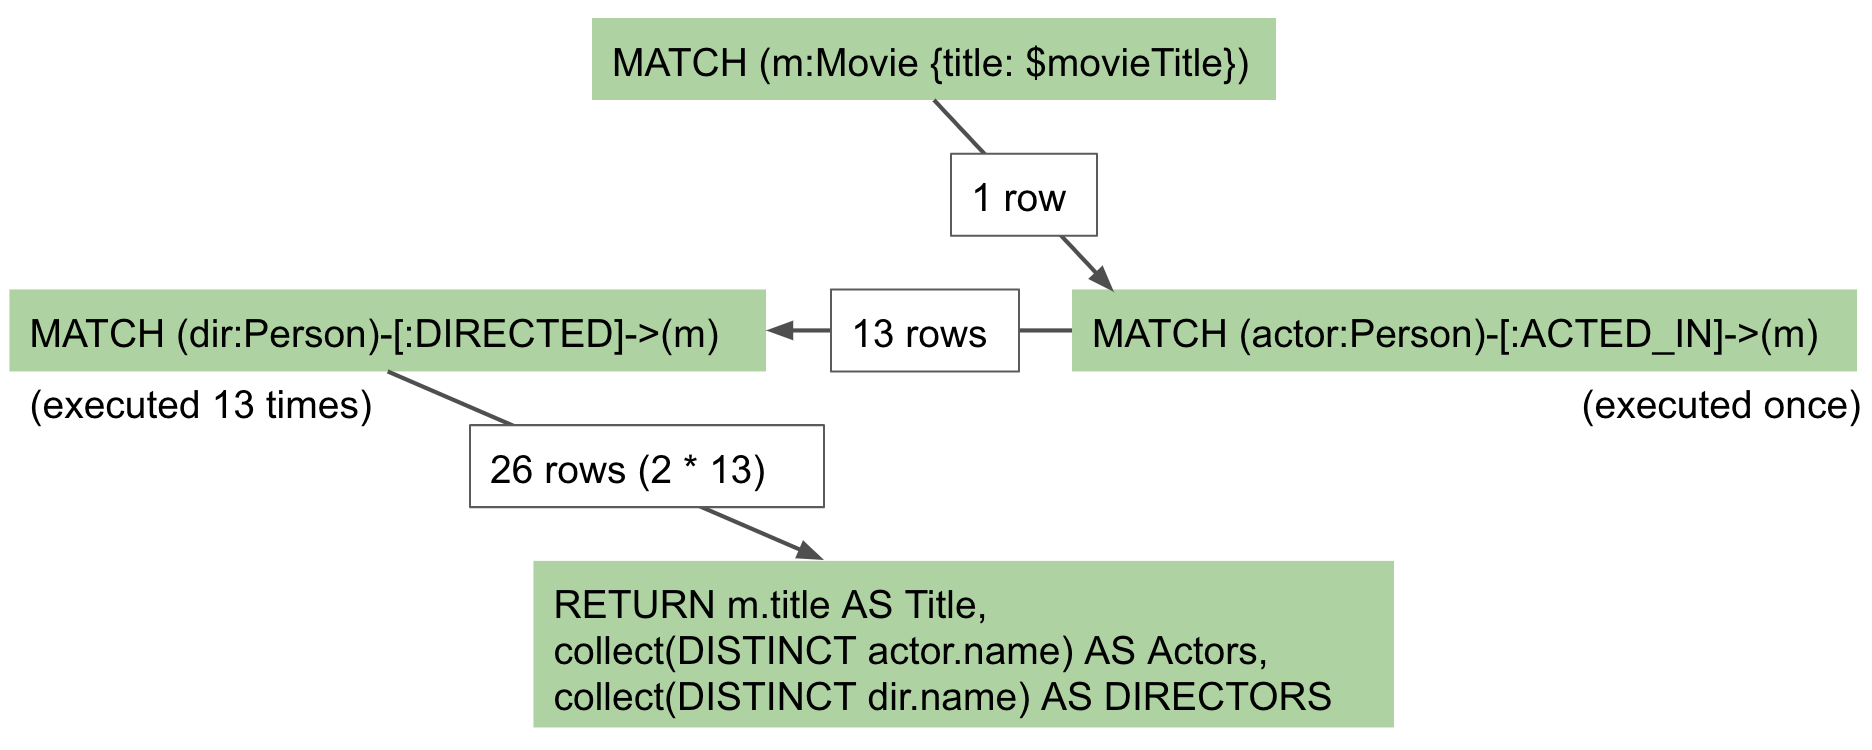 MATCH (m:Movie {title: $movieTitle})
1 row
MATCH (actor:Person)-[:ACTED_IN]->(m)
(executed once)
13 rows
MATCH (dir:Person)-[:DIRECTED]->(m)
(executed 13 times)
26 rows (2 * 13)
RETURN m.title AS Title,
collect(DISTINCT actor.name) AS Actors,
collect(DISTINCT dir.name) AS DIRECTORS